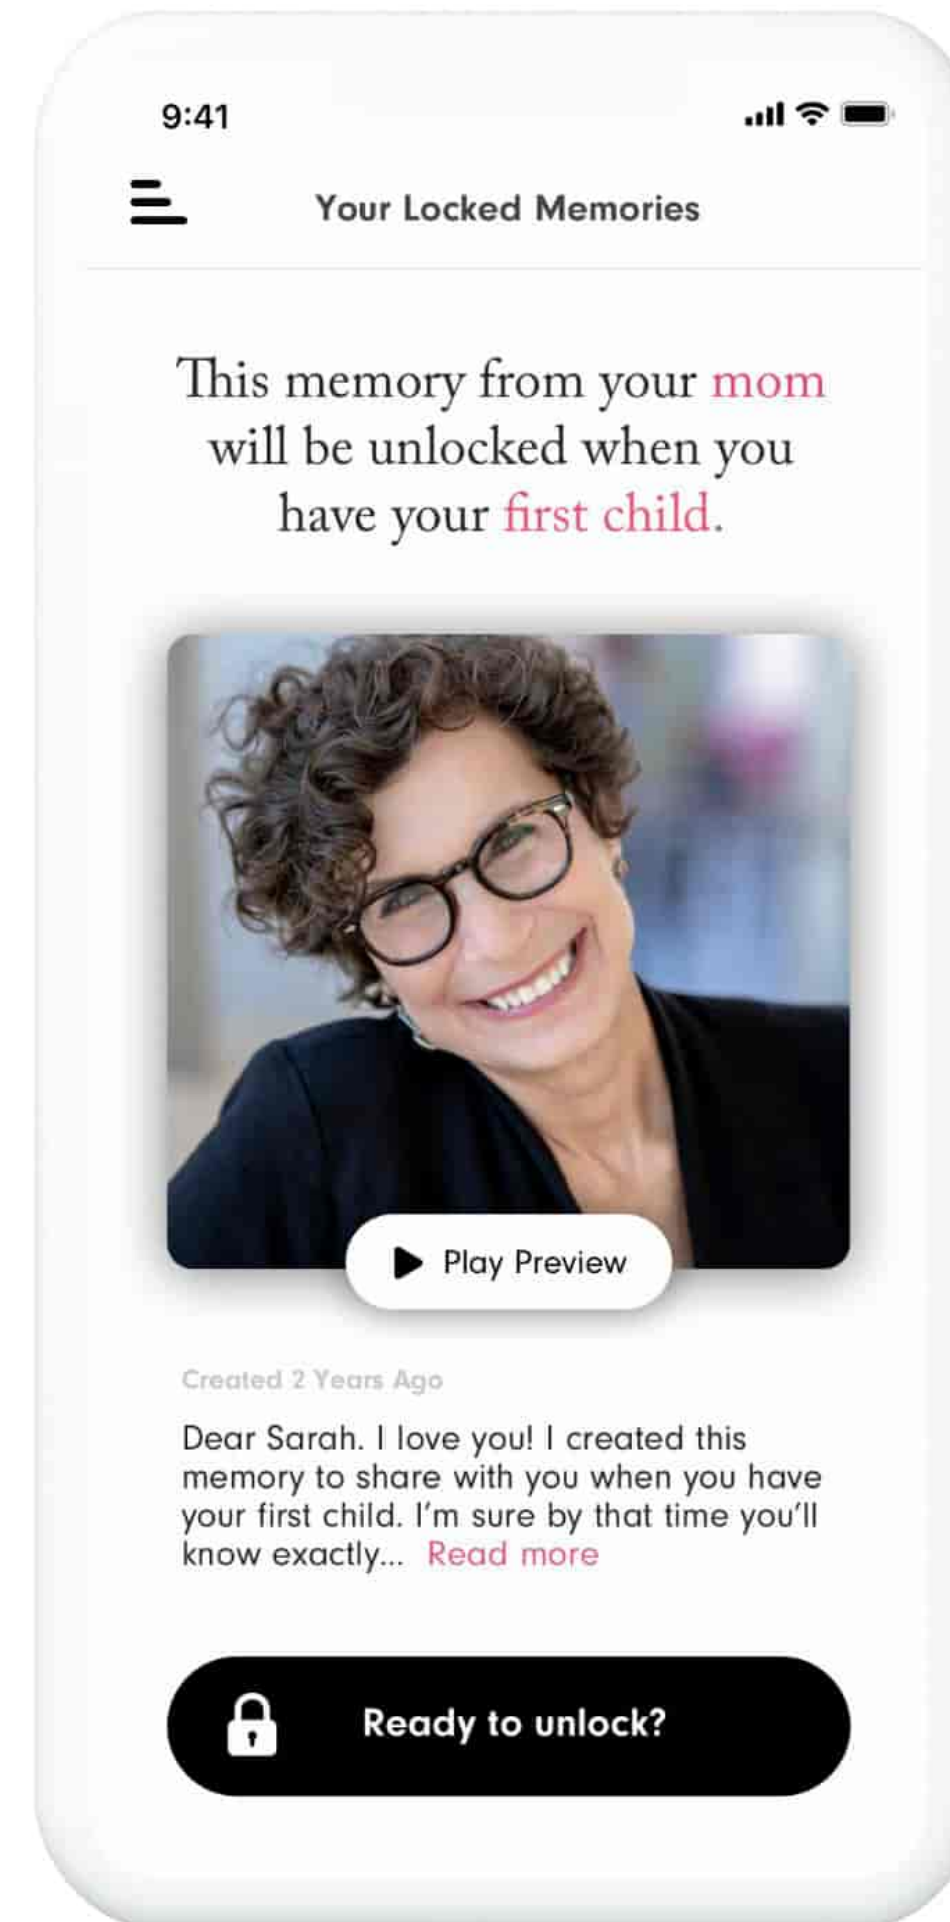 9:41
Your Locked Memories
This memory from your mom
will be unlocked when you
have your first child.
Play Preview
Created 2 Years Ago
Dear Sarah. I love you! I created this
memory to share with you when you have
your first child. I’m sure by that time you’ll
know exactly... Read more
Ready to unlock?